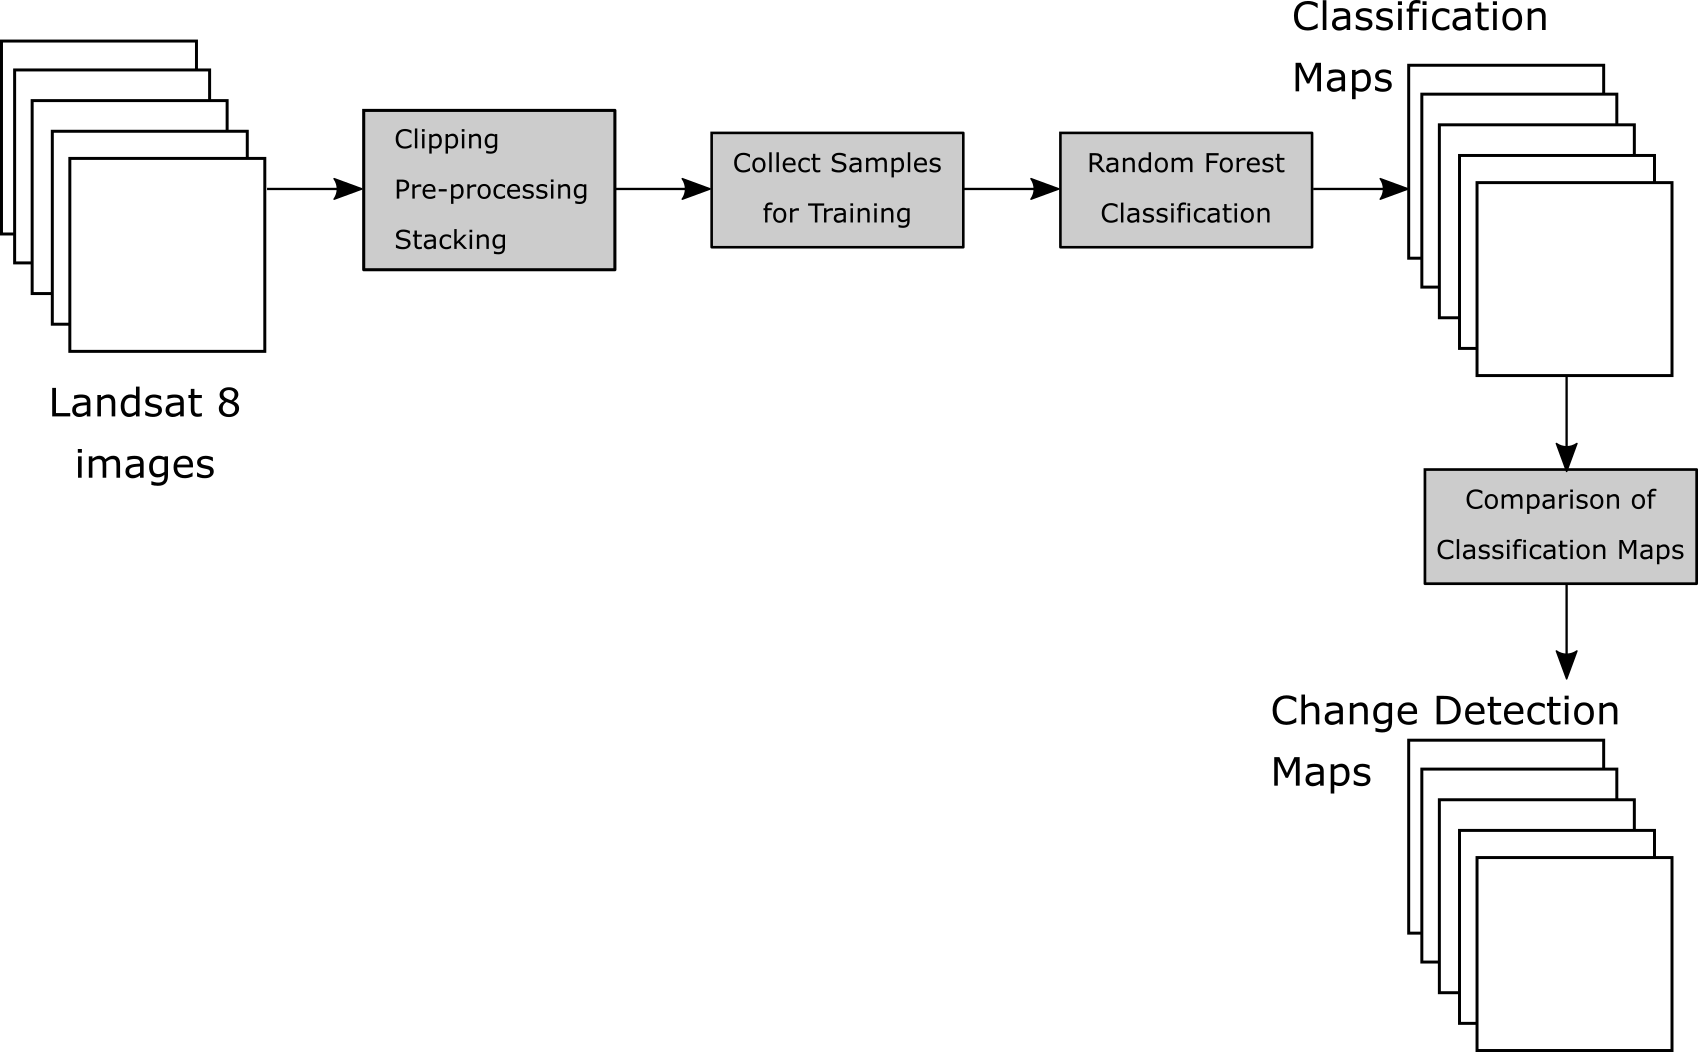 Landsat 8
images
Clipping
Pre-processing
Stacking
Collect Samples
for Training
Random Forest
Classification
Classification
Maps
Comparison of
Classification Maps
Change Detection
Maps